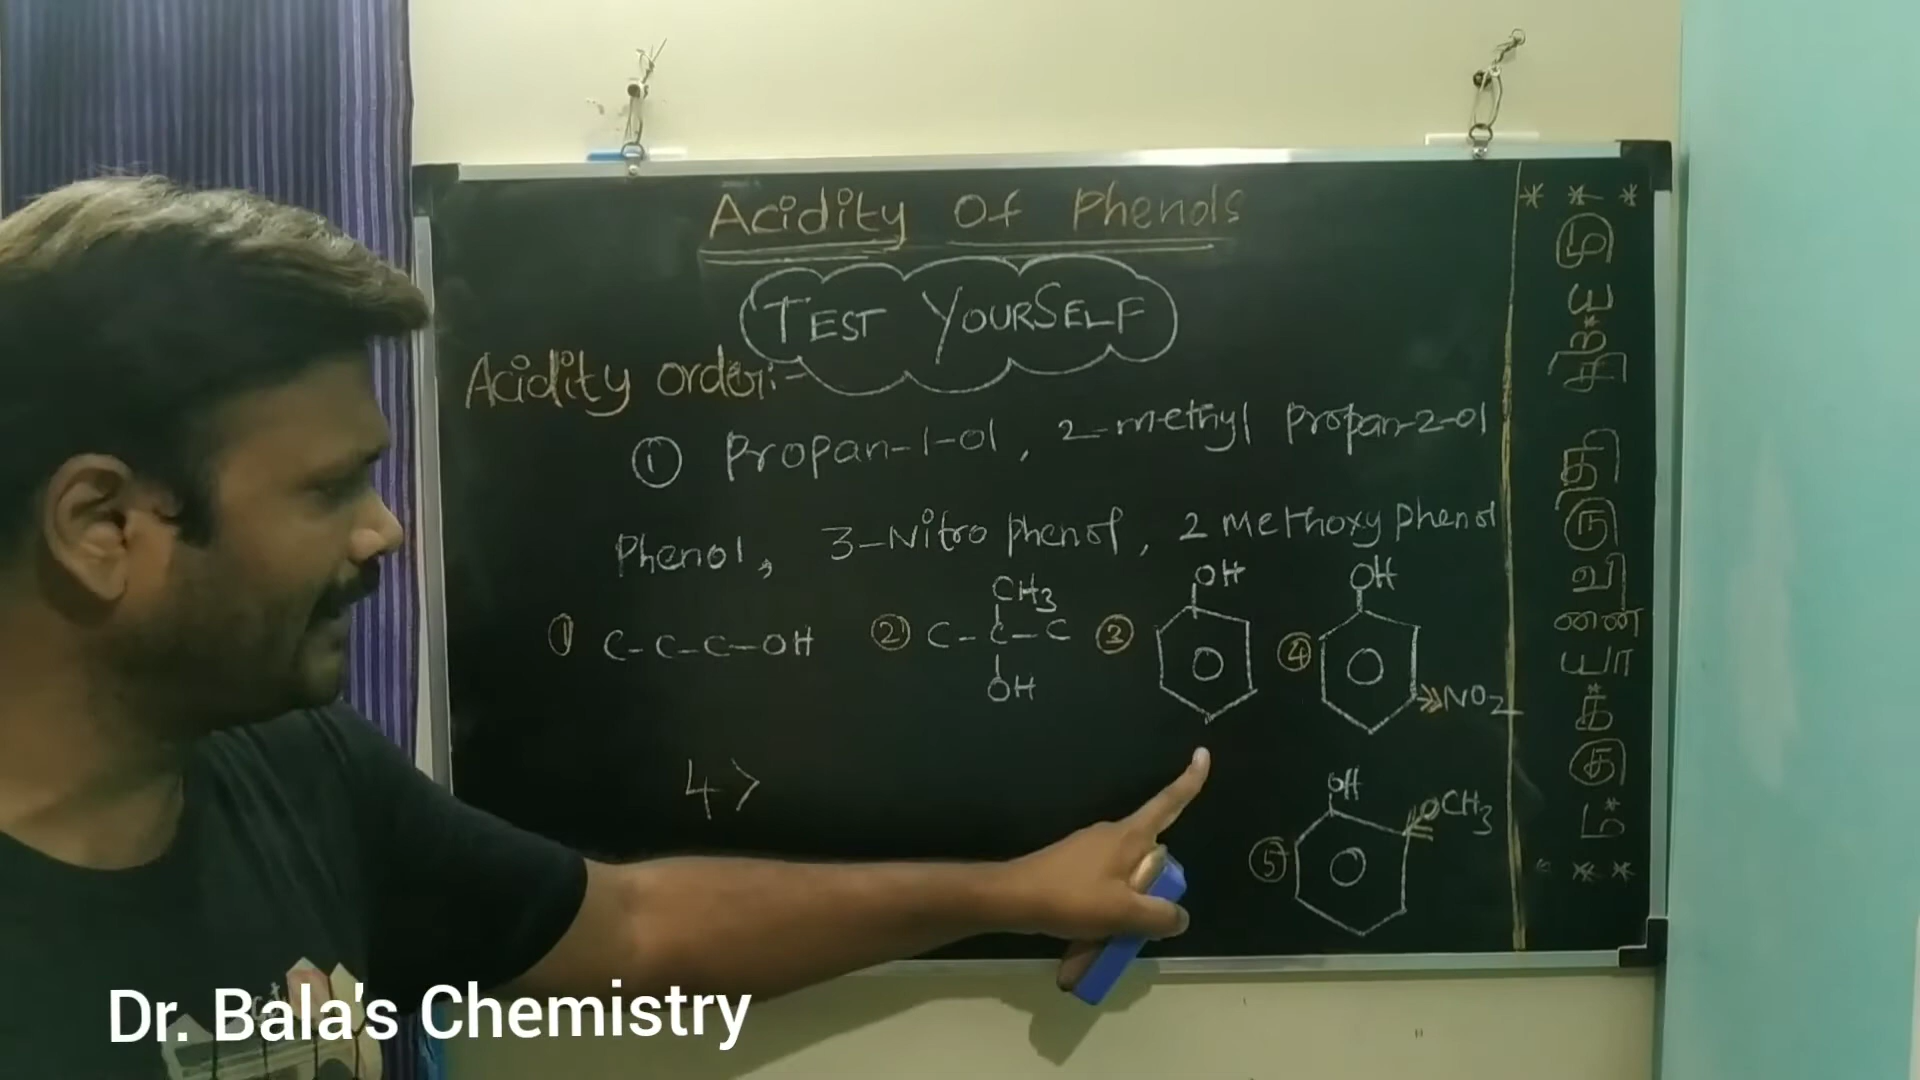 Acidity Of Phenols
TEST YOURSELF
Acidity order:-
① Propan-1-ol, 2-methyl propan-2-ol
Phenol, 3-Nitro phenol, 2 Methoxy phenol
① C-C-C-OH
② CH3
C-C-C
OH
③ OH
④ OH
NO2
4>
⑤ OH
OCH3
Dr. Bala's Chemistry